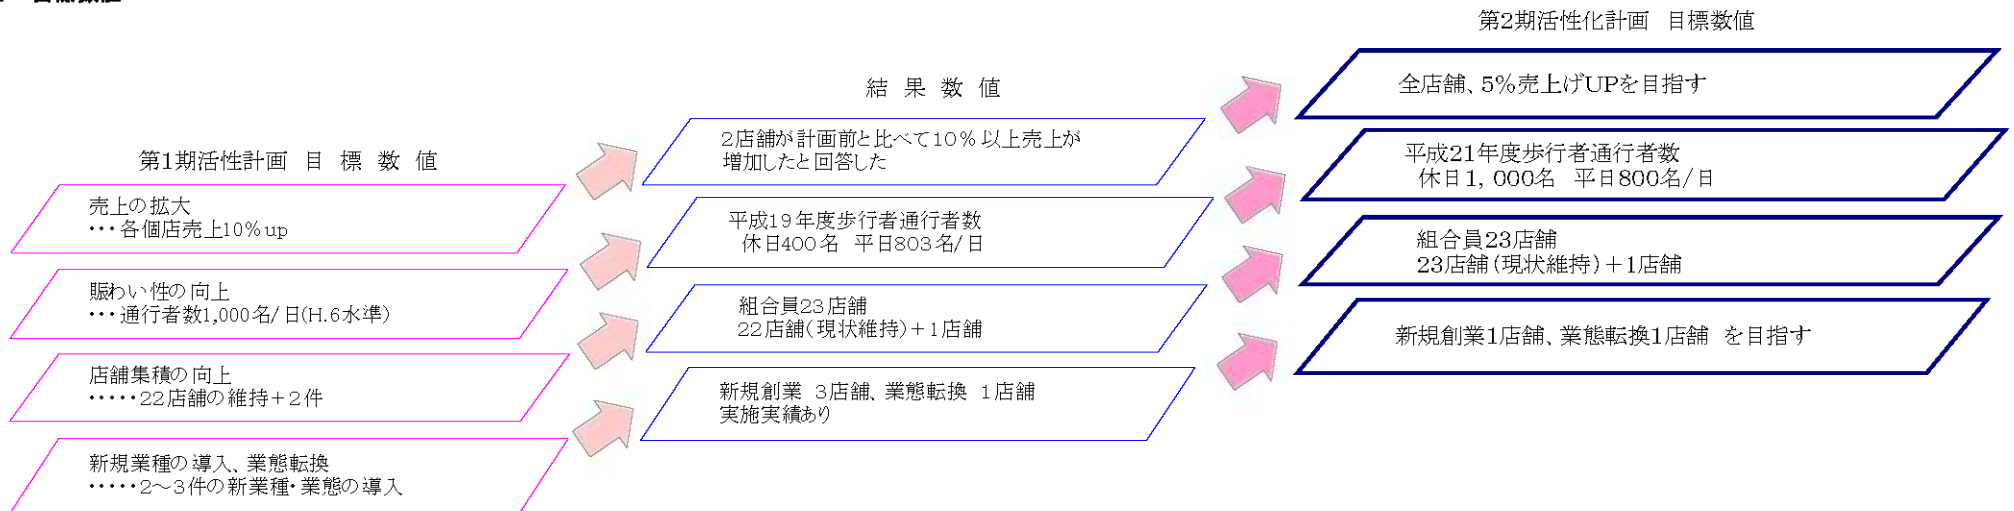 第1期活性計画 目 標 数 値
売上の拡大
・・・各個店売上10％up
賑わい性の向上
・・・通行者数1,000名/日(H.6水準)
店舗集積の向上
・・・・・22店舗の維持＋2件
新規業種の導入、業態転換
・・・・・2～3件の新業種・業態の導入
結 果 数 値
2店舗が計画前と比べて10％以上売上が
増加したと回答した
平成19年度歩行者通行者数
休日400名 平日803名/日
組合員23店舗
22店舗(現状維持)＋1店舗
新規創業 3店舗、業態転換 1店舗
実施実績あり
第2期活性化計画 目標数値
全店舗、5％売上げUPを目指す
平成21年度歩行者通行者数
休日1，000名 平日800名/日
組合員23店舗
23店舗(現状維持)＋1店舗
新規創業1店舗、業態転換1店舗 を目指す